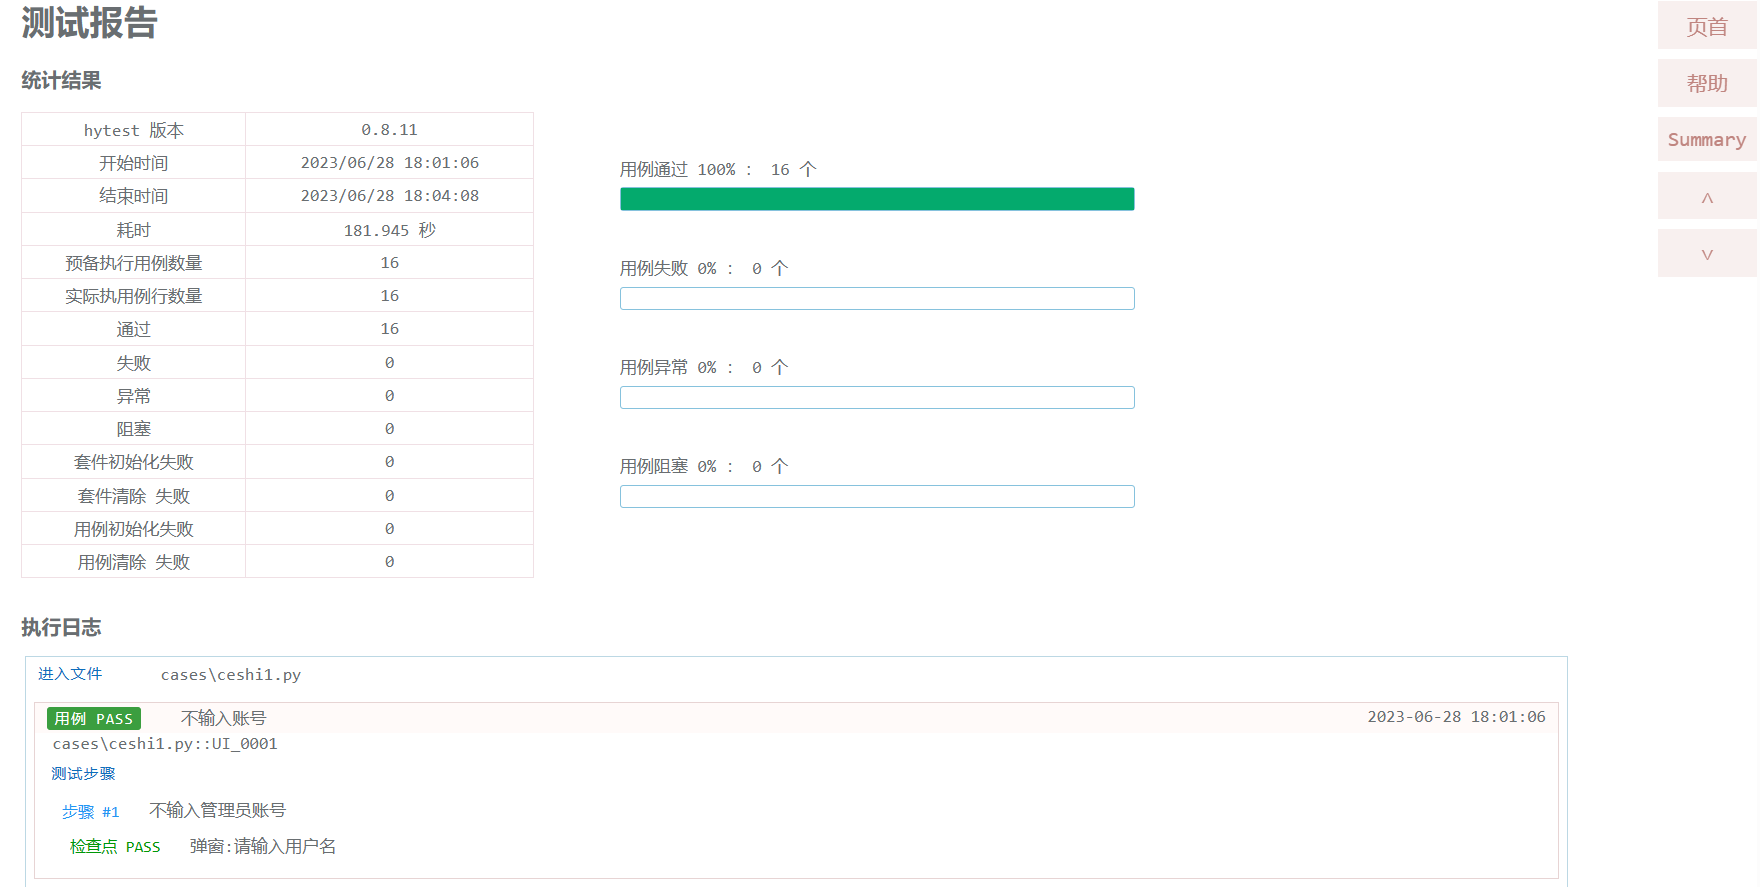 测试报告
统计结果
hytest 版本 0.8.11
开始时间 2023/06/28 18:01:06
结束时间 2023/06/28 18:04:08
耗时 181.945 秒
预备执行用例数量 16
实际执用例行数量 16
通过 16
失败 0
异常 0
阻塞 0
套件初始化失败 0
套件清除 失败 0
用例初始化失败 0
用例清除 失败 0
用例通过 100% : 16 个
用例失败 0% : 0 个
用例异常 0% : 0 个
用例阻塞 0% : 0 个
页首
帮助
Summary
^
v
执行日志
进入文件 cases\ceshi1.py
用例 PASS 不输入账号 2023-06-28 18:01:06
cases\ceshi1.py::UI_0001
测试步骤
步骤 #1 不输入管理员账号
检查点 PASS 弹窗:请输入用户名